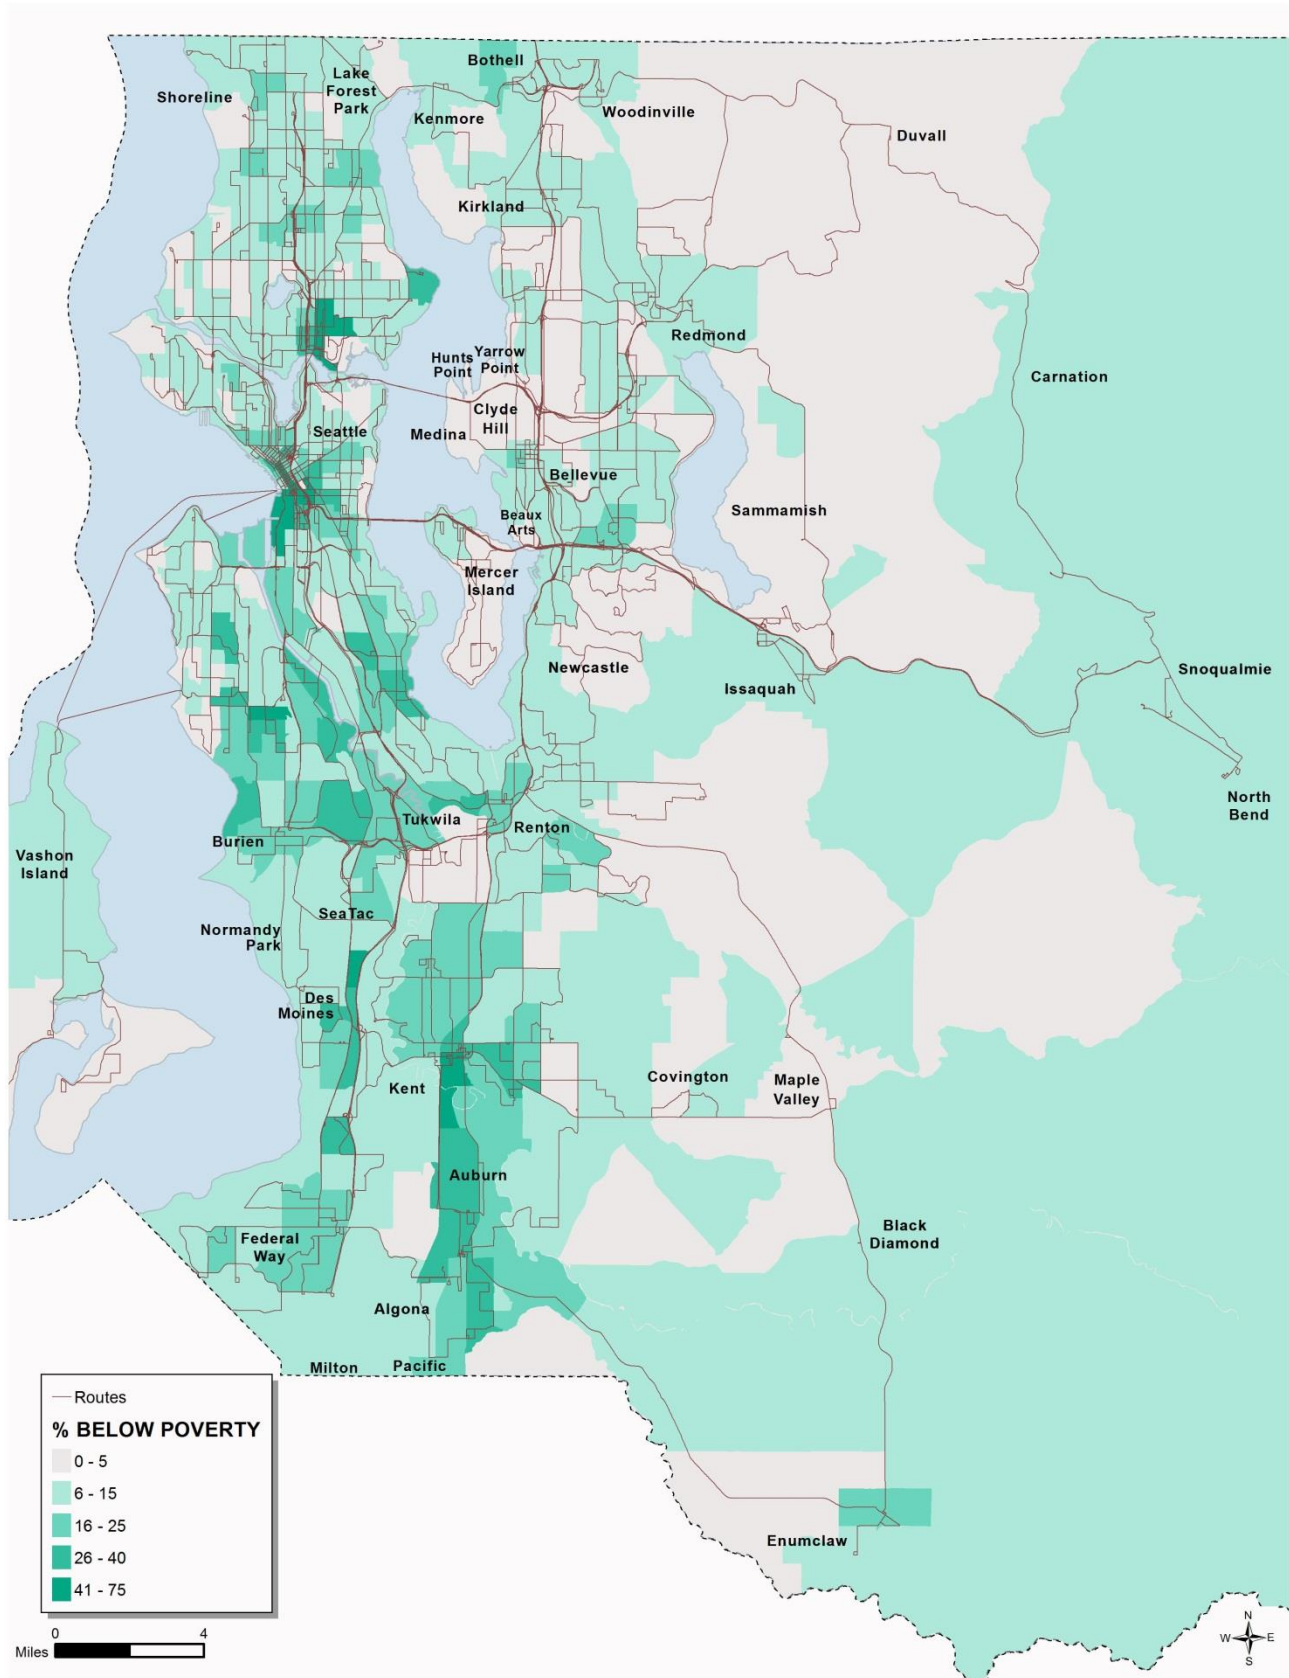 Bothell
Lake
Forest
Park
Shoreline
Kenmore
Woodinville
Duvall
Kirkland
Redmond
Hunts
Point
Yarrow
Point
Carnation
Clyde
Hill
Medina
Seattle
Bellevue
Beaux
Arts
Sammamish
Mercer
Island
Newcastle
Issaquah
Snoqualmie
North
Bend
Tukwila
Renton
Burien
Vashon
Island
SeaTac
Normandy
Park
Des
Moines
Kent
Covington
Maple
Valley
Auburn
Black
Diamond
Federal
Way
Algona
Milton
Pacific
Enumclaw
Routes
% BELOW POVERTY
0 - 5
6 - 15
16 - 25
26 - 40
41 - 75
0 4
Miles
N
W E
S